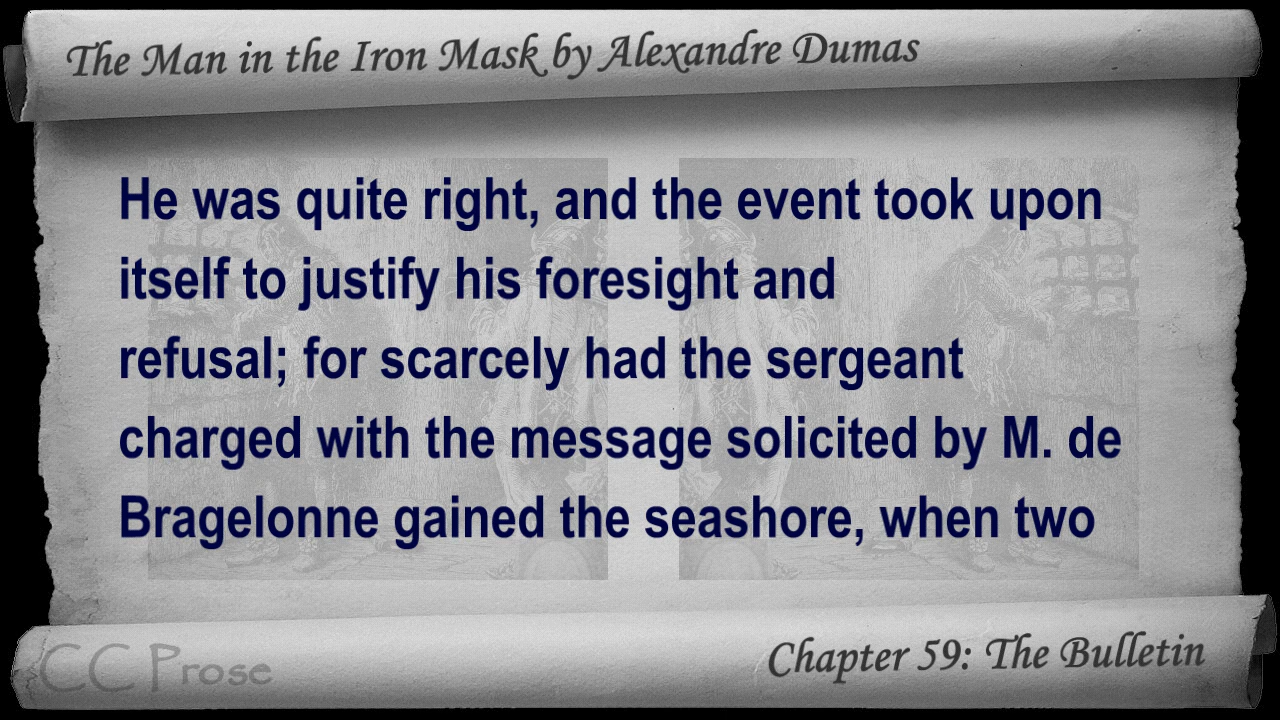 The Man in the Iron Mask by Alexandre Dumas
He was quite right, and the event took upon
itself to justify his foresight and
refusal; for scarcely had the sergeant
charged with the message solicited by M. de
Bragelonne gained the seashore, when two
CC Prose
Chapter 59: The Bulletin